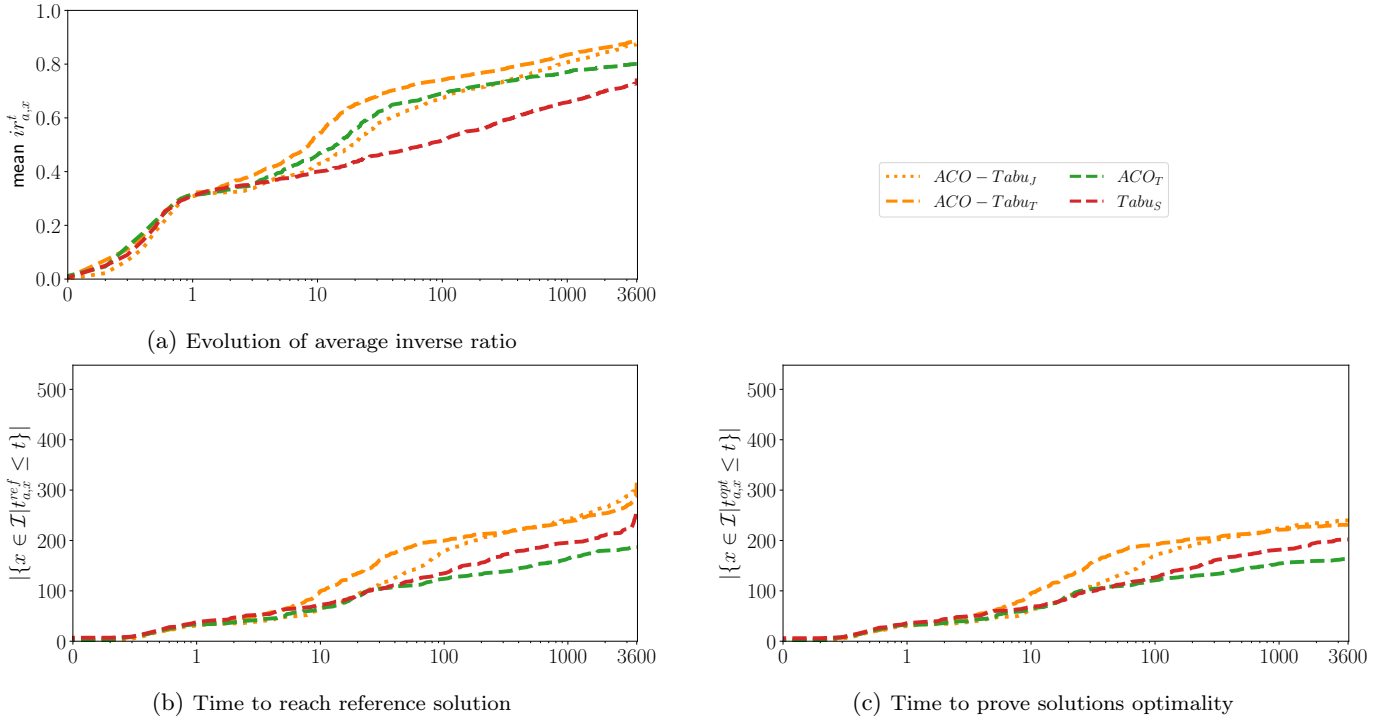 1.0
0.8
0.6
0.4
0.2
0.0
mean $ir^t_{a,x}$
0 1 10 100 1000 3600
(a) Evolution of average inverse ratio
ACO − Tabu_J
ACO − Tabu_T
ACO_T
Tabu_S
500
400
300
200
100
0
|{x ∈ I|t^{ref}_{a,x} ≤ t}|
0 1 10 100 1000 3600
(b) Time to reach reference solution
500
400
300
200
100
0
|{x ∈ I|t^{opt}_{a,x} ≤ t}|
0 1 10 100 1000 3600
(c) Time to prove solutions optimality